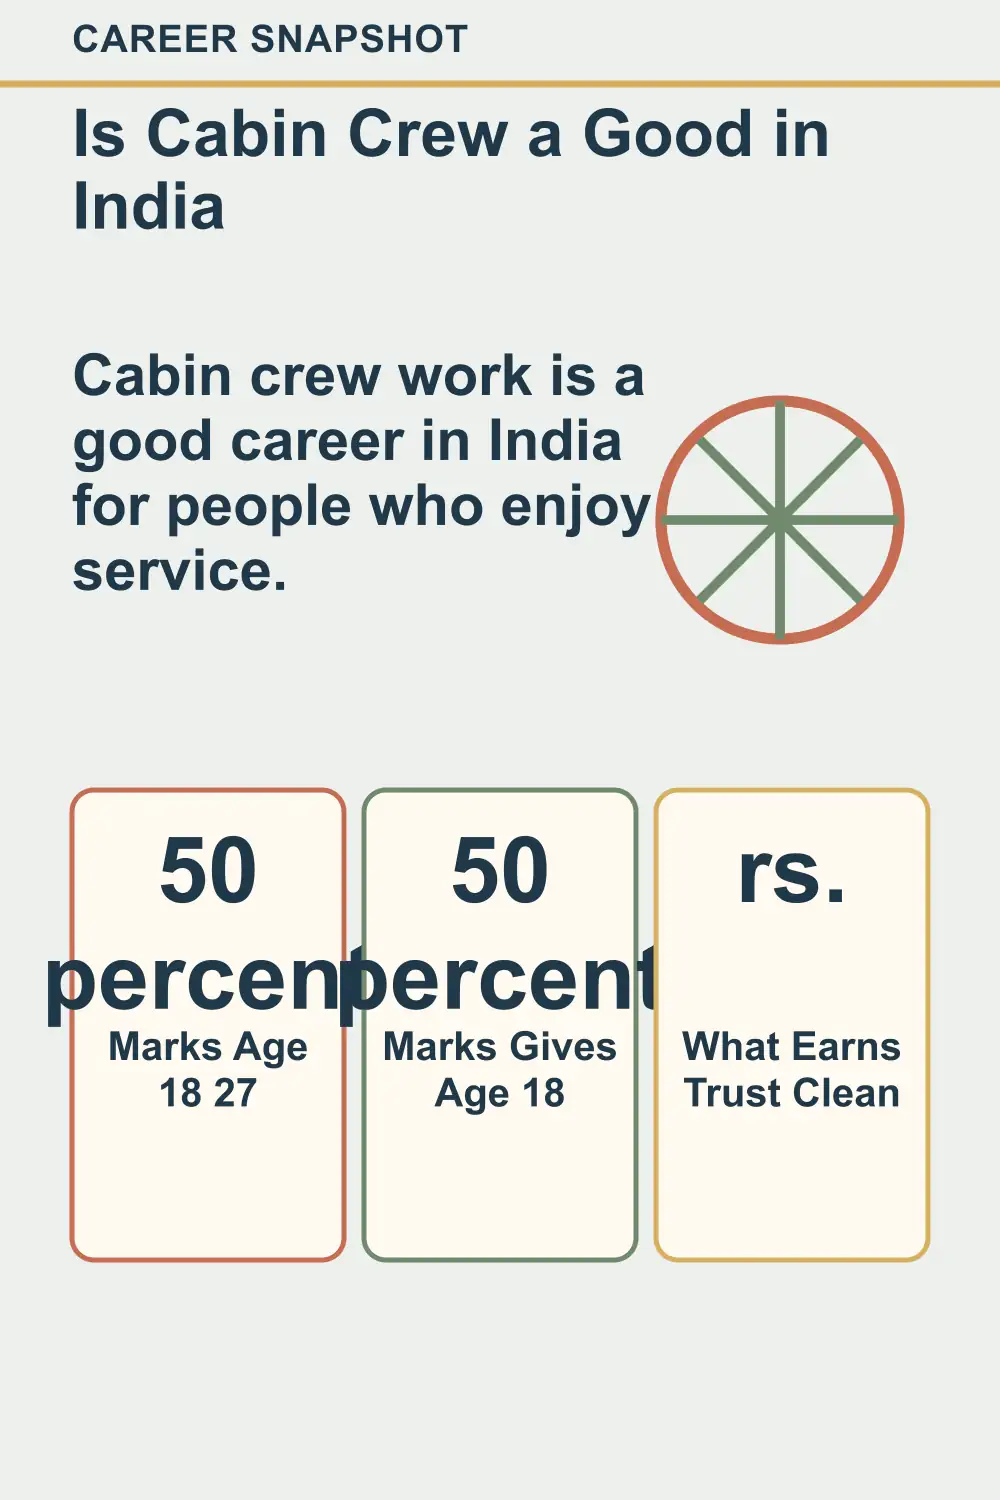 CAREER SNAPSHOT
Is Cabin Crew a Good in
India
Cabin crew work is a
good career in India
for people who enjoy
service.
50
percent
Marks Age
18 27
50
percent
Marks Gives
Age 18
rs.
What Earns
Trust Clean